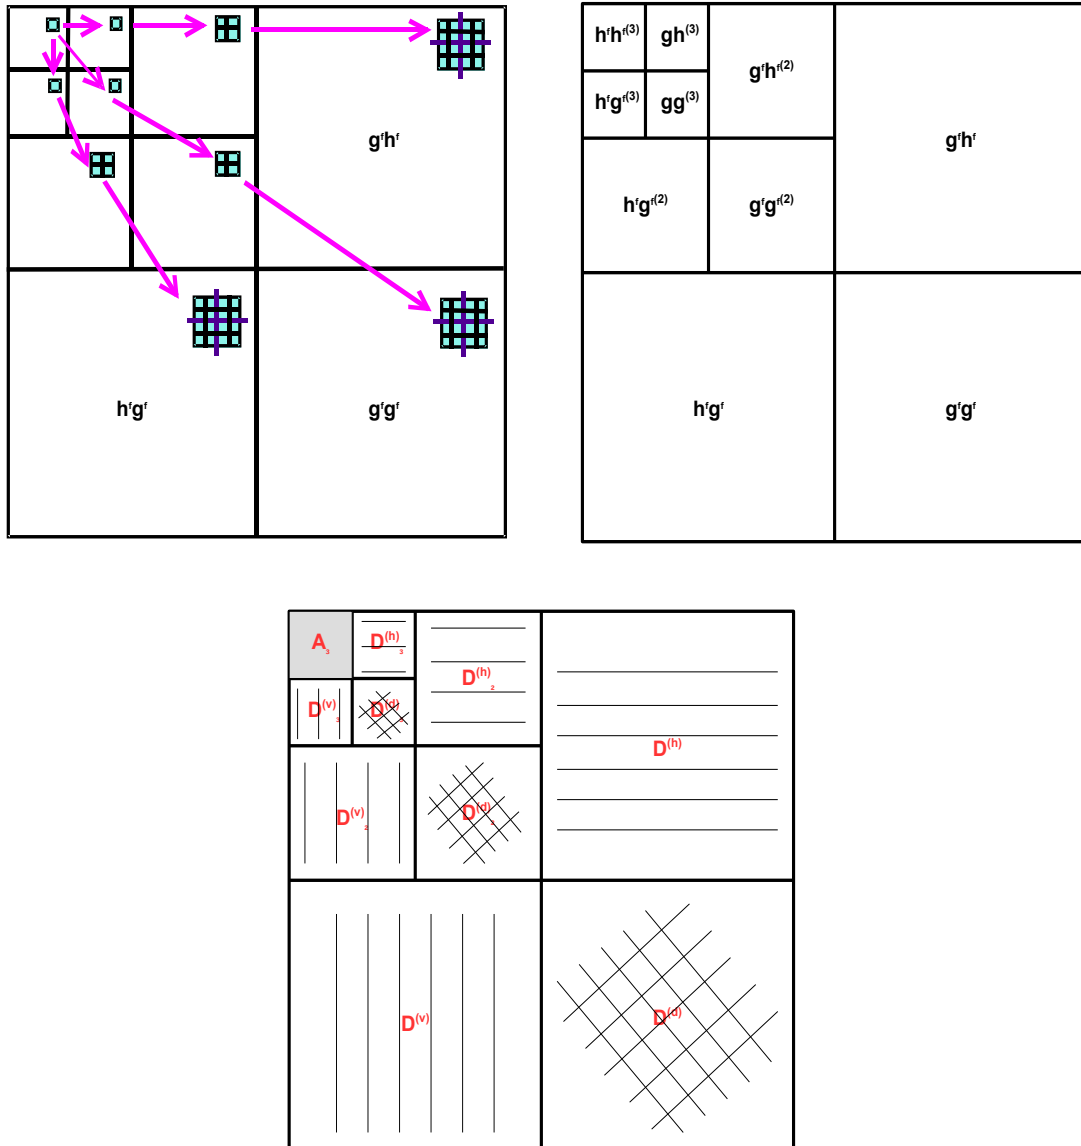 gᶠhᶠ
hᶠgᶠ gᶠgᶠ
hᶠhᶠ⁽³⁾ gh⁽³⁾
gᶠhᶠ⁽²⁾
hᶠgᶠ⁽³⁾ gg⁽³⁾
gᶠhᶠ
hᶠgᶠ⁽²⁾ gᶠgᶠ⁽²⁾
hᶠgᶠ gᶠgᶠ
A₃ D⁽ʰ⁾₃
D⁽ʰ⁾₂
D⁽ᵛ⁾₃ D⁽ᵈ⁾₃
D⁽ʰ⁾
D⁽ᵛ⁾₂ D⁽ᵈ⁾₂
D⁽ᵛ⁾ D⁽ᵈ⁾